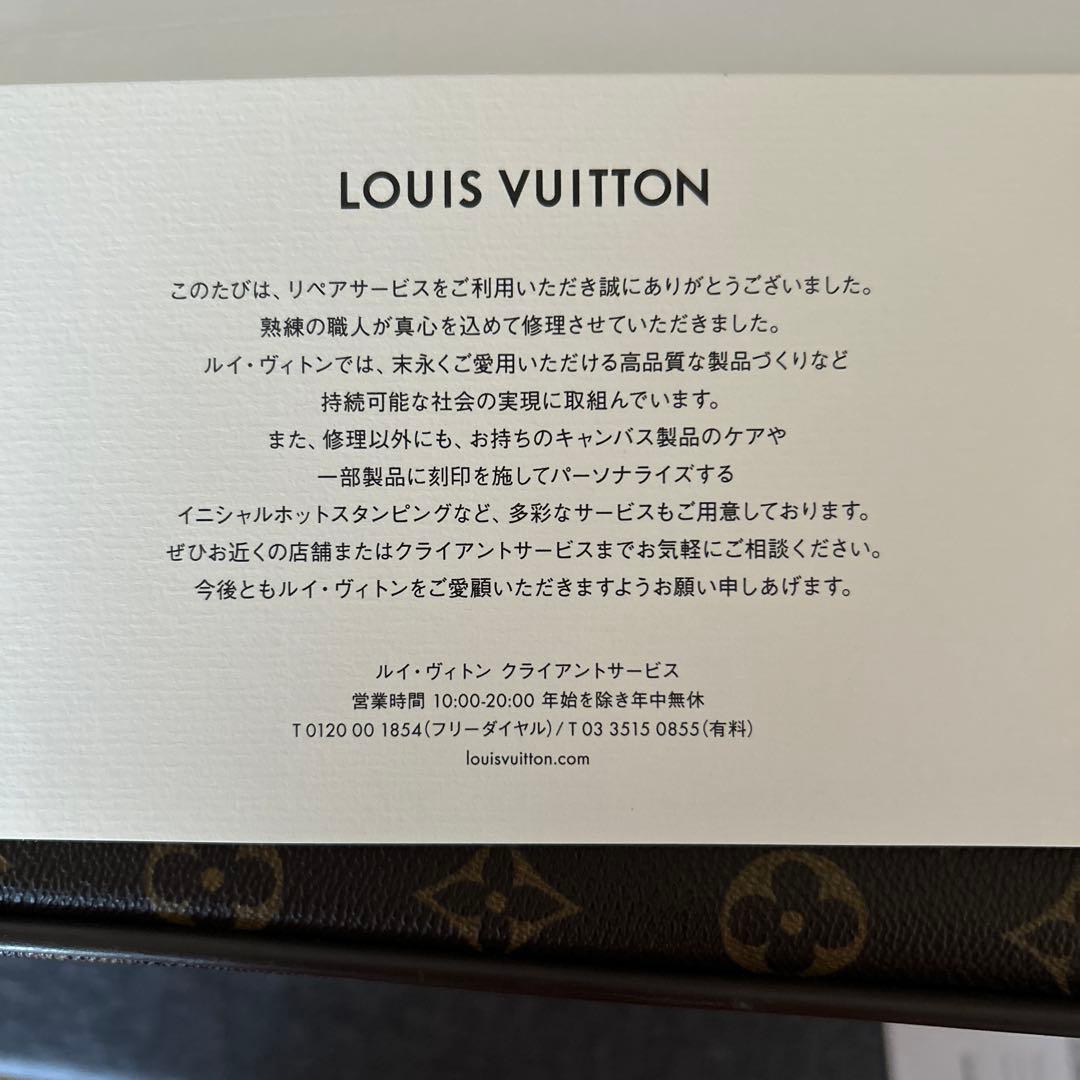 LOUIS VUITTON
このたびは、リペアサービスをご利用いただき誠にありがとうございました。
熟練の職人が真心を込めて修理させていただきました。
ルイ・ヴィトンでは、末永くご愛用いただける高品質な製品づくりなど
持続可能な社会の実現に取組んでいます。
また、修理以外にも、お持ちのキャンバス製品のケアや
一部製品に刻印を施してパーソナライズする
イニシャルホットスタンピングなど、多彩なサービスもご用意しております。
ぜひお近くの店舗またはクライアントサービスまでお気軽にご相談ください。
今後ともルイ・ヴィトンをご愛顧いただきますようお願い申しあげます。
ルイ・ヴィトン クライアントサービス
営業時間 10:00-20:00 年始を除き年中無休
T 0120 00 1854(フリーダイヤル)/T 03 3515 0855(有料)
louisvuitton.com